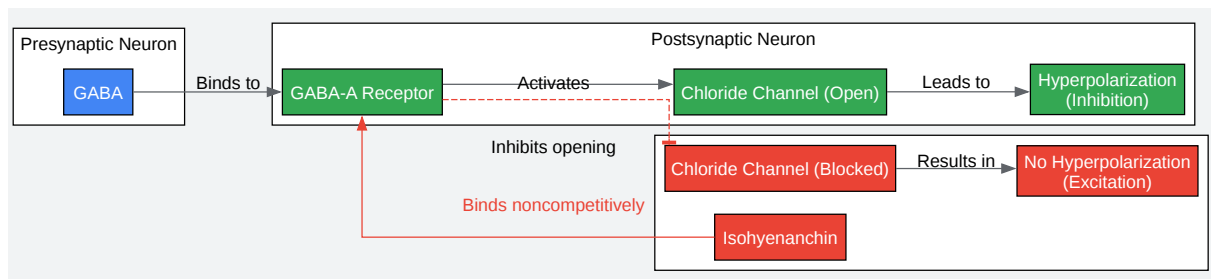 Presynaptic Neuron
Postsynaptic Neuron
GABA
Binds to
GABA-A Receptor
Activates
Chloride Channel (Open)
Leads to
Hyperpolarization
(Inhibition)
Inhibits opening
Chloride Channel (Blocked)
Results in
No Hyperpolarization
(Excitation)
Binds noncompetitively
Isohyenanchin